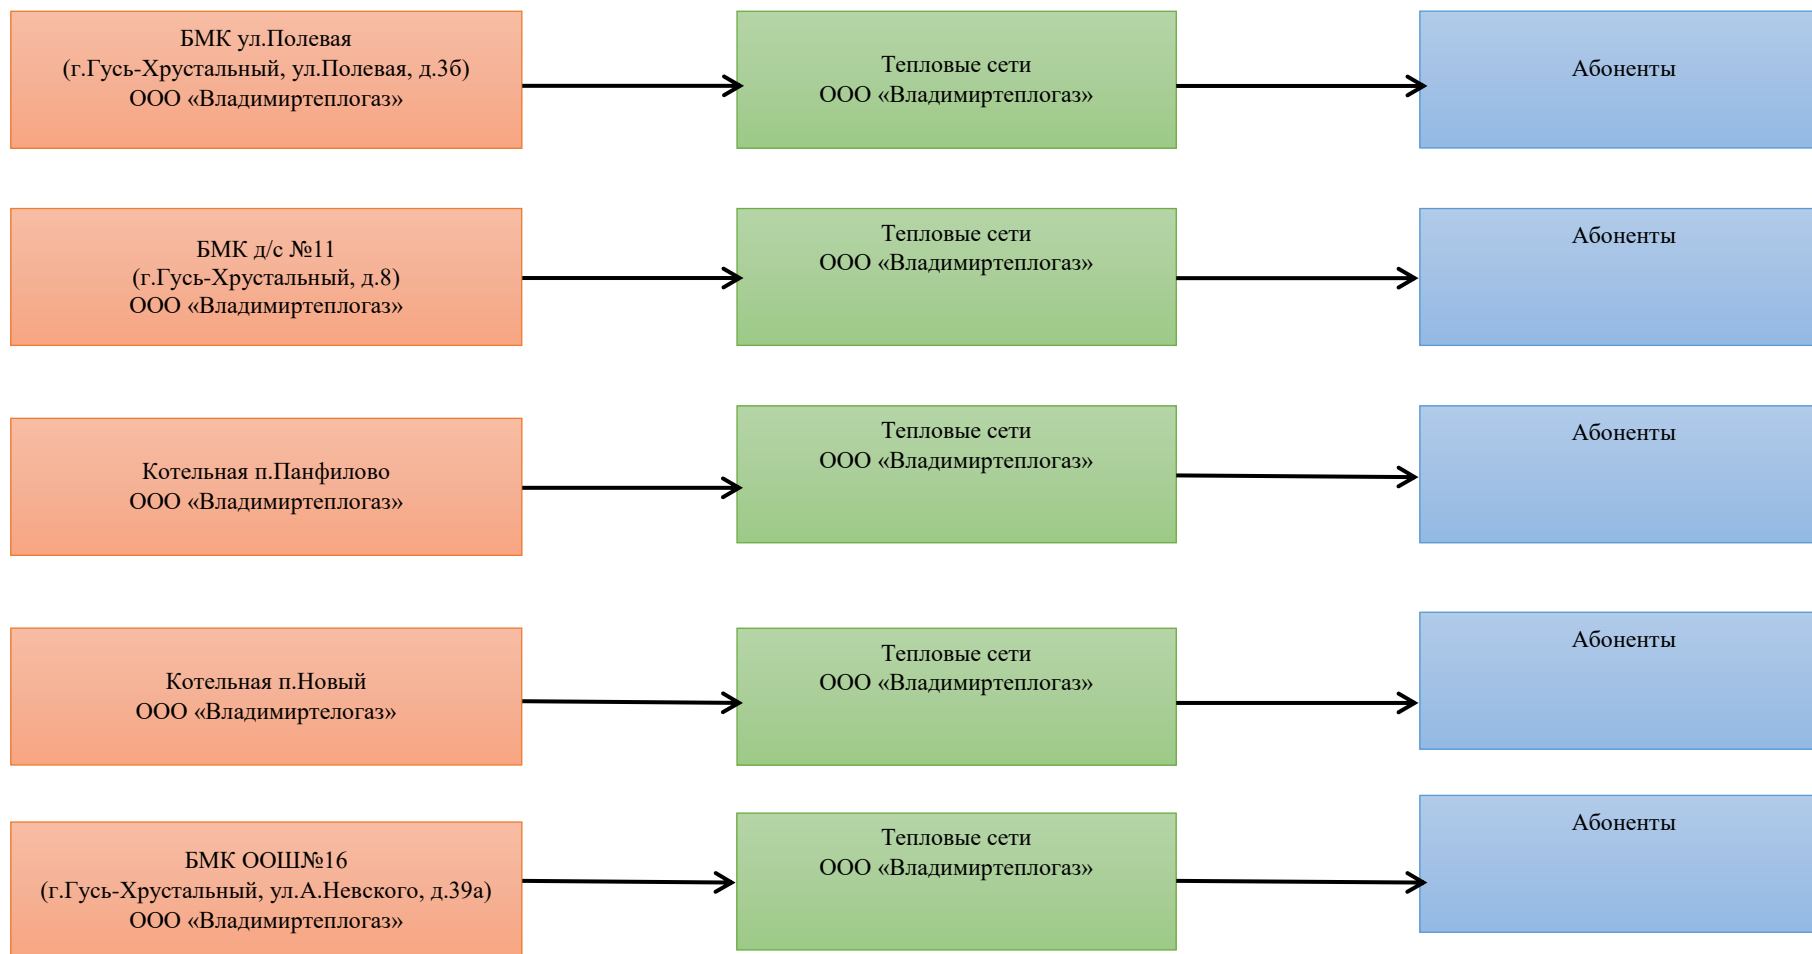 БМК ул.Полевая
(г.Гусь-Хрустальный, ул.Полевая, д.3б)
ООО «Владимиртеплогаз»
Тепловые сети
ООО «Владимиртеплогаз»
Абоненты
БМК д/с №11
(г.Гусь-Хрустальный, д.8)
ООО «Владимиртеплогаз»
Тепловые сети
ООО «Владимиртеплогаз»
Абоненты
Котельная п.Панфилово
ООО «Владимиртеплогаз»
Тепловые сети
ООО «Владимиртеплогаз»
Абоненты
Котельная п.Новый
ООО «Владимиртелогаз»
Тепловые сети
ООО «Владимиртеплогаз»
Абоненты
БМК ООШ№16
(г.Гусь-Хрустальный, ул.А.Невского, д.39а)
ООО «Владимиртеплогаз»
Тепловые сети
ООО «Владимиртеплогаз»
Абоненты